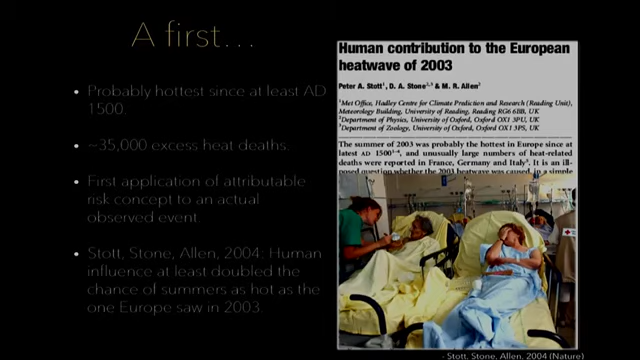 A first...
• Probably hottest since at least AD
1500.
• ~35,000 excess heat deaths.
• First application of attributable
risk concept to an actual
observed event.
• Stott, Stone, Allen, 2004: Human
influence at least doubled the
chance of summers as hot as the
one Europe saw in 2003.
Human contribution to the European
heatwave of 2003
Peter A. Stott¹, D. A. Stone²,³ & M. R. Allen²
¹Met Office, Hadley Centre for Climate Prediction and Research (Reading Unit),
Meteorology Building, University of Reading, Reading RG6 6BB, UK
²Department of Physics, University of Oxford, Oxford OX1 3PU, UK
³Department of Zoology, University of Oxford, Oxford OX1 3PS, UK
The summer of 2003 was probably the hottest in Europe since at
latest AD 1500¹⁻⁴, and unusually large numbers of heat-related
deaths were reported in France, Germany and Italy⁵. It is an ill-
posed question whether the 2003 heatwave was caused, in a simple
- Stott, Stone, Allen, 2004 (Nature)